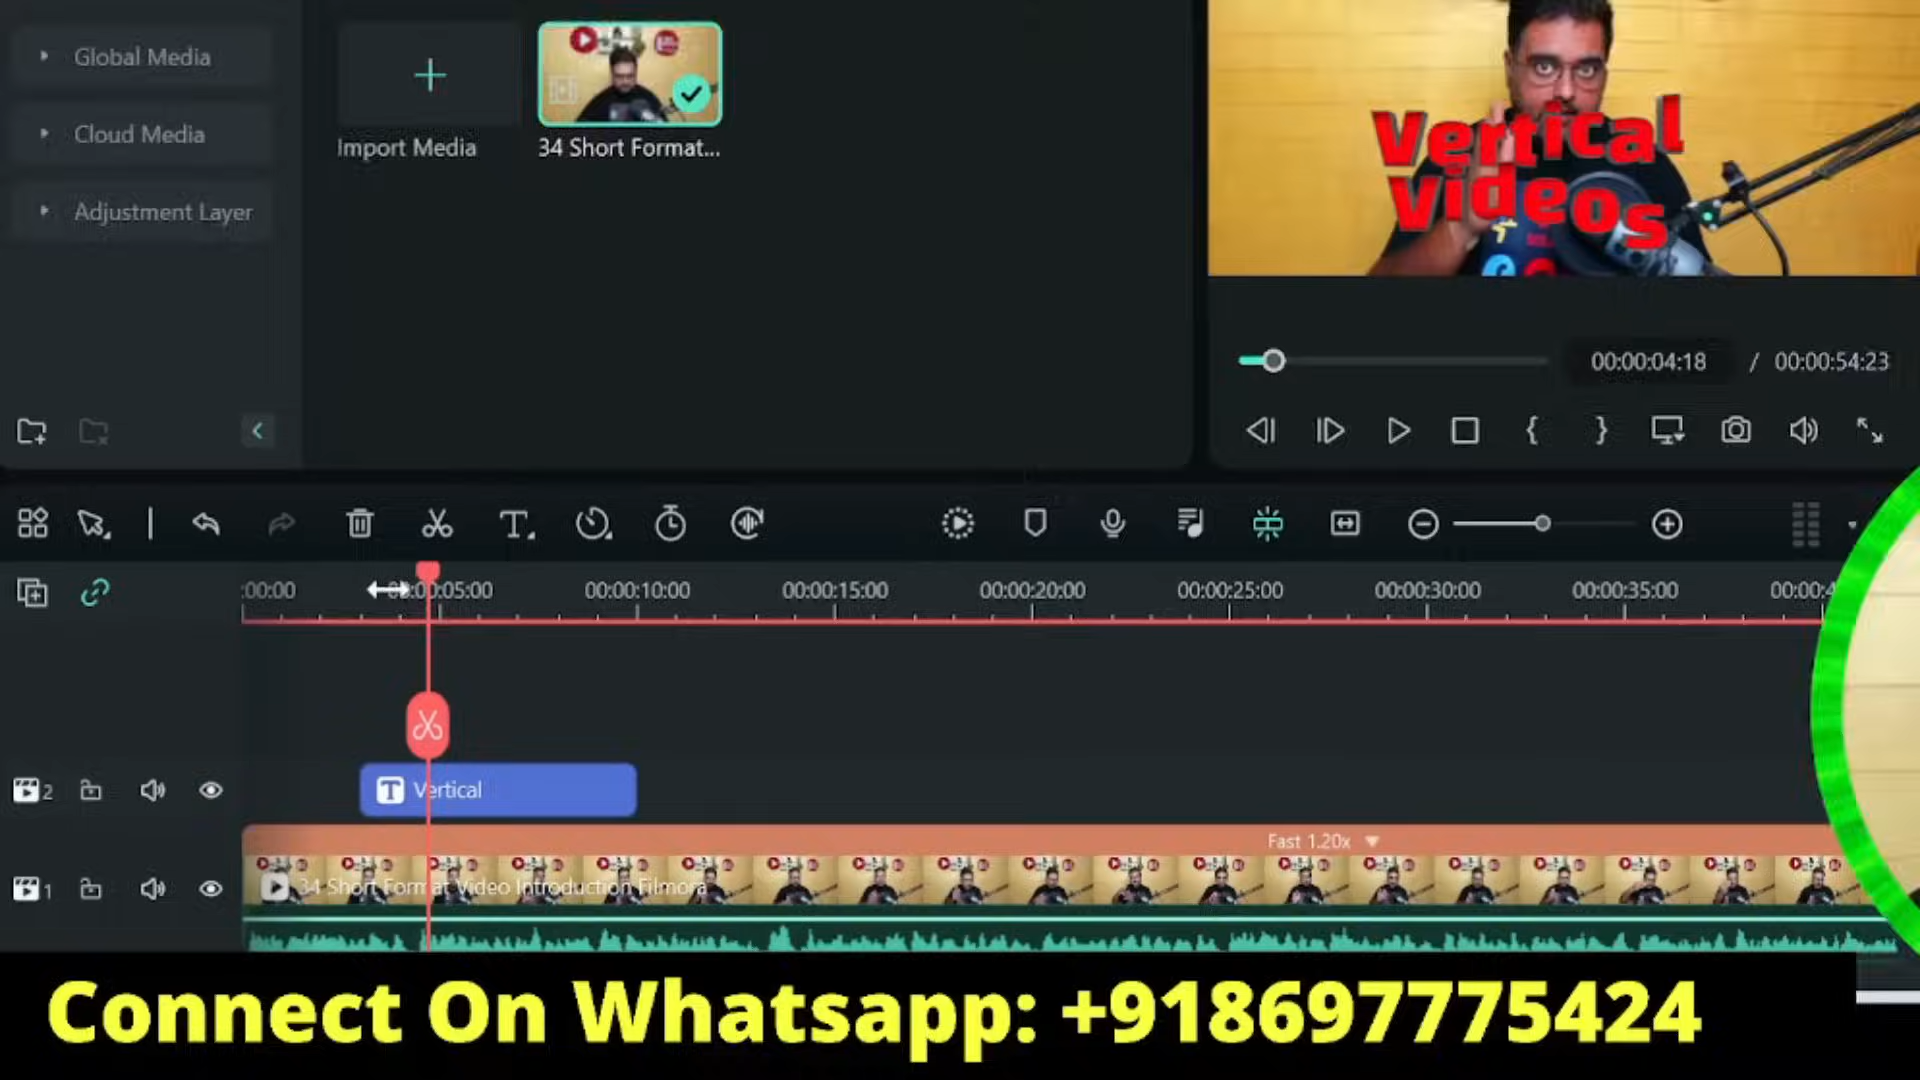 Global Media
Cloud Media
Adjustment Layer
Import Media
34 Short Format...
Vertical
Videos
00:00:04:18 / 00:00:54:23
:00:00
00:00:05:00
00:00:10:00
00:00:15:00
00:00:20:00
00:00:25:00
00:00:30:00
00:00:35:00
00:00:4
2
T Vertical
Fast 1.20x
1
34 Short Format Video Introduction Filmora
Connect On Whatsapp: +918697775424